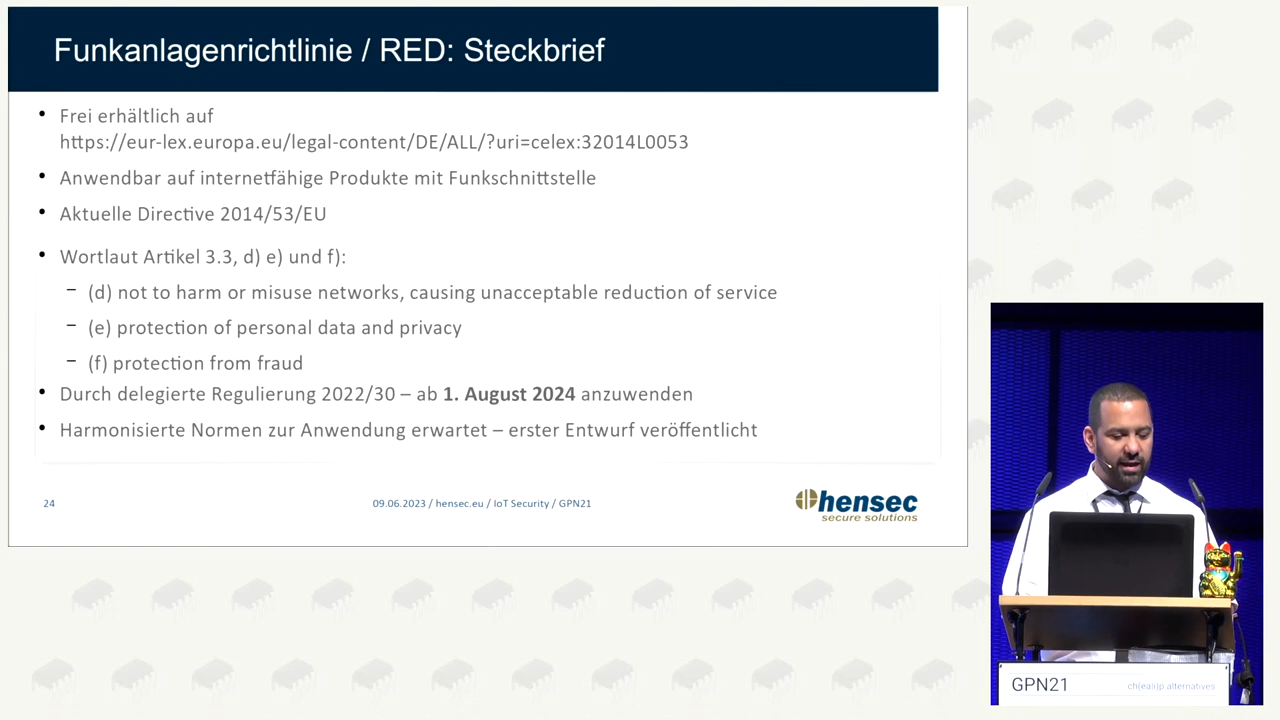 Funkanlagenrichtlinie / RED: Steckbrief
• Frei erhältlich auf
https://eur-lex.europa.eu/legal-content/DE/ALL/?uri=celex:32014L0053
• Anwendbar auf internetfähige Produkte mit Funkschnittstelle
• Aktuelle Directive 2014/53/EU
• Wortlaut Artikel 3.3, d) e) und f):
– (d) not to harm or misuse networks, causing unacceptable reduction of service
– (e) protection of personal data and privacy
– (f) protection from fraud
• Durch delegierte Regulierung 2022/30 – ab 1. August 2024 anzuwenden
• Harmonisierte Normen zur Anwendung erwartet – erster Entwurf veröffentlicht
24
09.06.2023 / hensec.eu / IoT Security / GPN21
hensec
secure solutions
GPN21
ch(ea)ip alternatives